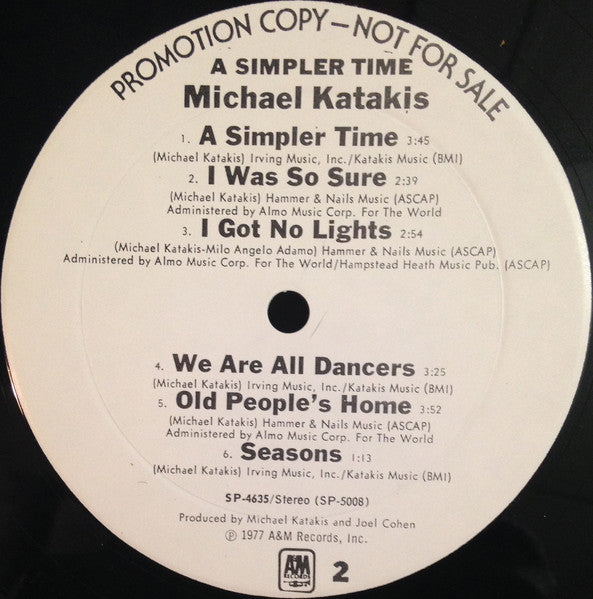 PROMOTION COPY—NOT FOR SALE
A SIMPLER TIME
Michael Katakis
1. A Simpler Time 3:45
(Michael Katakis) Irving Music, Inc./Katakis Music (BMI)
2. I Was So Sure 2:39
(Michael Katakis) Hammer & Nails Music (ASCAP)
Administered by Almo Music Corp. For The World
3. I Got No Lights 2:54
(Michael Katakis-Milo Angelo Adamo) Hammer & Nails Music (ASCAP)
Administered by Almo Music Corp. For The World/Hampstead Heath Music Pub. (ASCAP)
4. We Are All Dancers 3:25
(Michael Katakis) Irving Music, Inc./Katakis Music (BMI)
5. Old People's Home 3:52
(Michael Katakis) Hammer & Nails Music (ASCAP)
Administered by Almo Music Corp. For The World
6. Seasons 1:13
(Michael Katakis) Irving Music, Inc./Katakis Music (BMI)
SP-4635/Stereo (SP-5008)
Produced by Michael Katakis and Joel Cohen
℗ 1977 A&M Records, Inc.
A&M
RECORDS
2